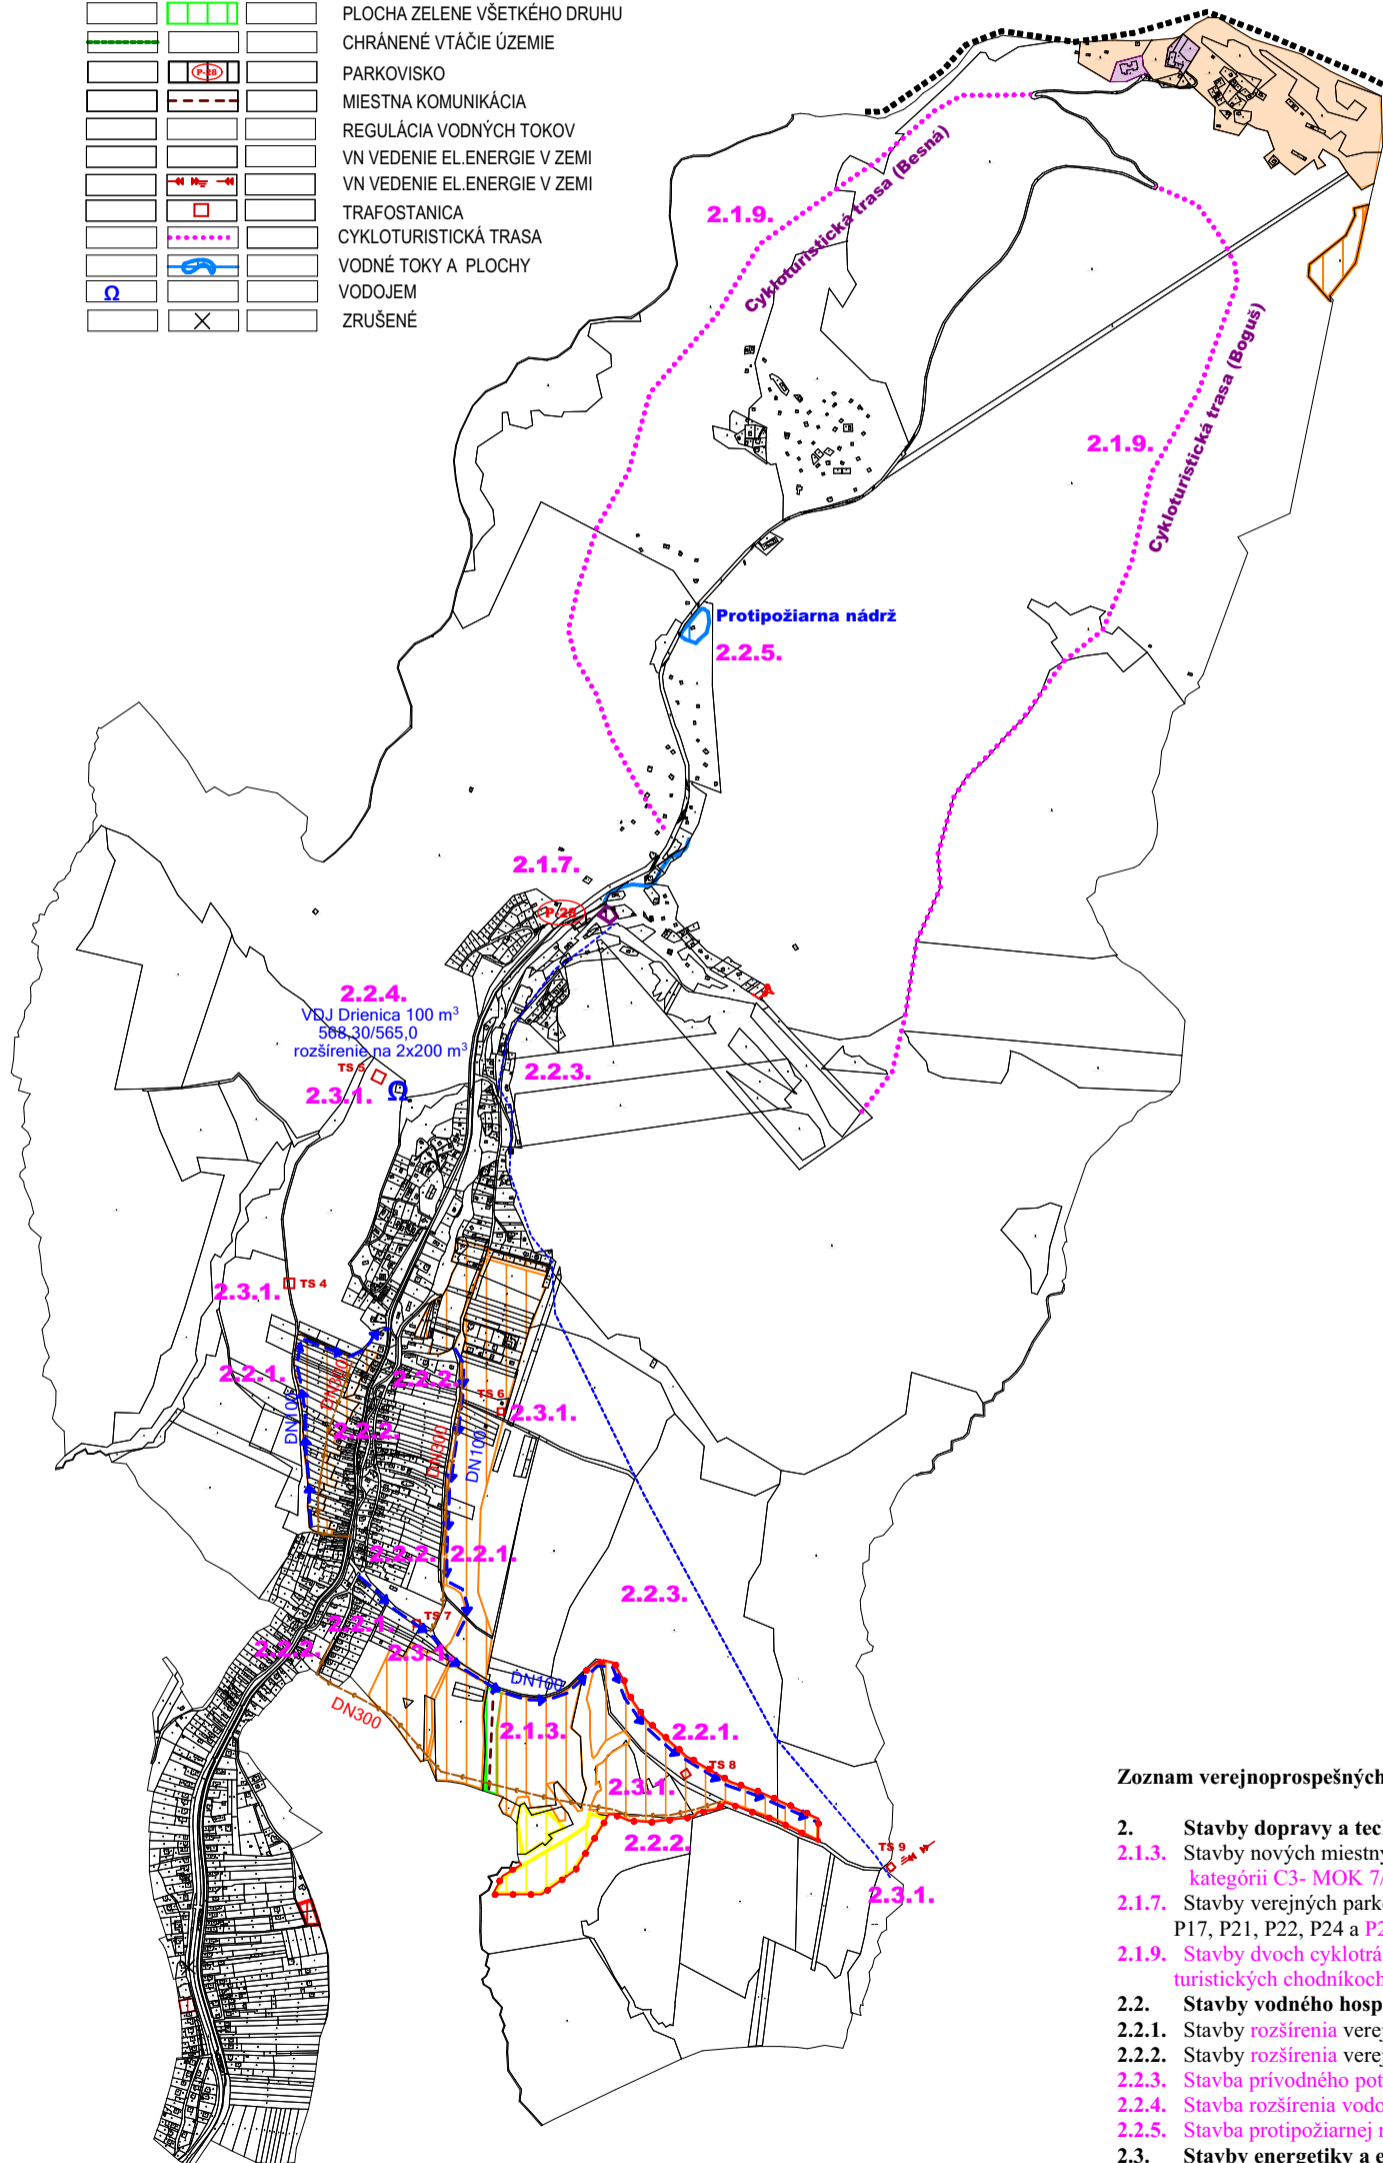 PLOCHA ZELENE VŠETKÉHO DRUHU
CHRÁNENÉ VTÁČIE ÚZEMIE
P-28
PARKOVISKO
MIESTNA KOMUNIKÁCIA
REGULÁCIA VODNÝCH TOKOV
VN VEDENIE EL.ENERGIE V ZEMI
VN VEDENIE EL.ENERGIE V ZEMI
TRAFOSTANICA
CYKLOTURISTICKÁ TRASA
VODNÉ TOKY A PLOCHY
Ω VODOJEM
ZRUŠENÉ
2.1.9.
Cykloturistická trasa (Besná)
2.1.9.
Cykloturistická trasa (Boguš)
Protipožiarna nádrž
2.2.5.
2.1.7.
P-28
2.2.4.
VDJ Drienica 100 m³
568,30/565,0
rozšírenie na 2x200 m³
TS 5
2.3.1.
Ω
2.2.3.
2.3.1.
TS 4
2.2.1.
DN100
DN300
2.2.2.
2.2.2.
TS 6
2.3.1.
DN300
DN100
2.2.2.
2.2.1.
2.2.3.
TS 7
2.2.1.
2.2.2.
2.3.1.
DN100
DN300
2.1.3.
2.2.1.
TS 8
2.3.1.
2.2.2.
TS 9
2.3.1.
Zoznam verejnoprospešných
2. Stavby dopravy a tec
2.1.3. Stavby nových miestny
kategórii C3- MOK 7/
2.1.7. Stavby verejných park
P17, P21, P22, P24 a P2
2.1.9. Stavby dvoch cyklotrá
turistických chodníkoch
2.2. Stavby vodného hosp
2.2.1. Stavby rozšírenia verej
2.2.2. Stavby rozšírenia verej
2.2.3. Stavba prívodného pot
2.2.4. Stavba rozšírenia vodo
2.2.5. Stavba protipožiarnej n
2.3. Stavby energetiky a e